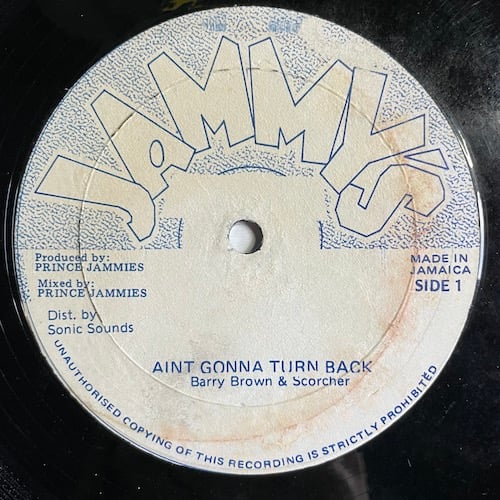 JAMMY'S
Produced by:
PRINCE JAMMIES
Mixed by:
PRINCE JAMMIES
Dist. by
Sonic Sounds
MADE IN
JAMAICA
SIDE 1
AINT GONNA TURN BACK
Barry Brown & Scorcher
UNAUTHORISED COPYING OF THIS RECORDING IS STRICTLY PROHIBITED